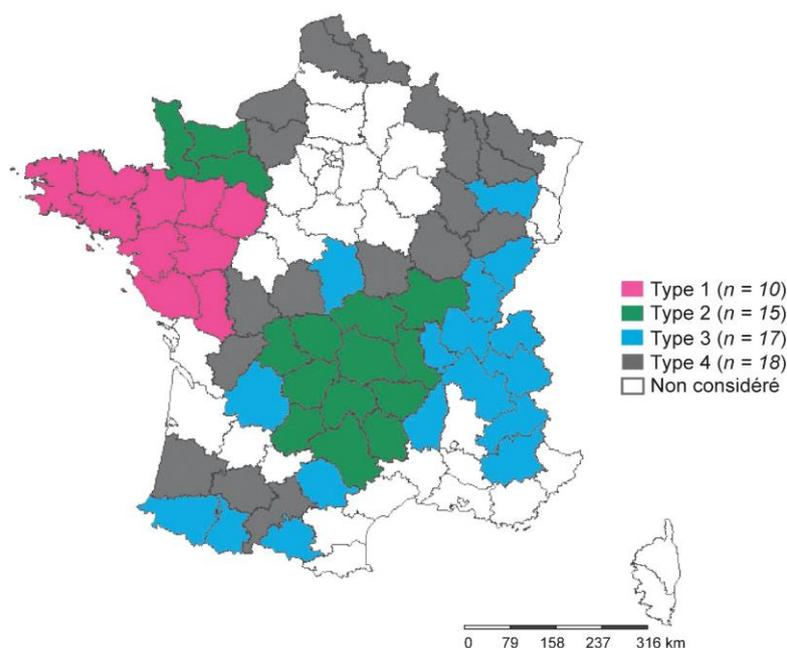 Type 1 (n = 10)
Type 2 (n = 15)
Type 3 (n = 17)
Type 4 (n = 18)
Non considéré
0 79 158 237 316 km